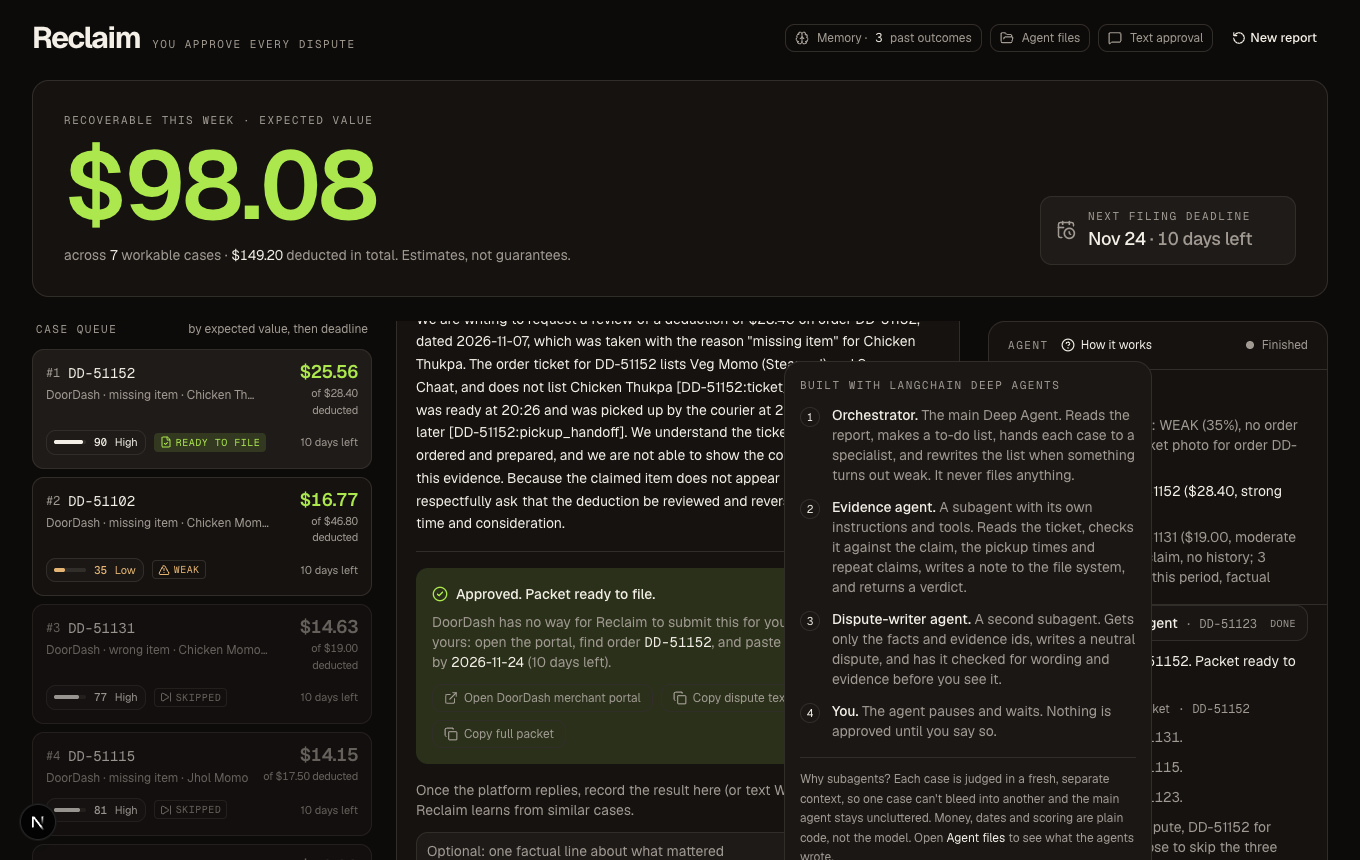 Reclaim YOU APPROVE EVERY DISPUTE
Memory · 3 past outcomes
Agent files
Text approval
New report
RECOVERABLE THIS WEEK · EXPECTED VALUE
$98.08
across 7 workable cases · $149.20 deducted in total. Estimates, not guarantees.
NEXT FILING DEADLINE
Nov 24 · 10 days left
CASE QUEUE
by expected value, then deadline
#1 DD-51152
$25.56
DoorDash · missing item · Chicken Th…
of $28.40
deducted
90 High
READY TO FILE
10 days left
#2 DD-51102
$16.77
DoorDash · missing item · Chicken Mom…
of $46.80
deducted
35 Low
WEAK
10 days left
#3 DD-51131
$14.63
DoorDash · wrong item · Chicken Momo…
of $19.00
deducted
77 High
SKIPPED
10 days left
#4 DD-51115
$14.15
DoorDash · missing item · Jhol Momo
of $17.50 deducted
81 High
SKIPPED
10 days left
N
We are writing to request a review of a deduction of $28.40 on order DD-51152,
dated 2026-11-07, which was taken with the reason "missing item" for Chicken
Thukpa. The order ticket for DD-51152 lists Veg Momo
Chaat, and does not list Chicken Thukpa [DD-51152:ticket
was ready at 20:26 and was picked up by the courier at 2
later [DD-51152:pickup_handoff]. We understand the ticke
ordered and prepared, and we are not able to show the co
this evidence. Because the claimed item does not appear
respectfully ask that the deduction be reviewed and rever
time and consideration.
Approved. Packet ready to file.
DoorDash has no way for Reclaim to submit this for you
yours: open the portal, find order DD-51152, and paste
by 2026-11-24 (10 days left).
Open DoorDash merchant portal
Copy dispute tex
Copy full packet
Once the platform replies, record the result here (or text W
Reclaim learns from similar cases.
Optional: one factual line about what mattered
AGENT
How it works
Finished
BUILT WITH LANGCHAIN DEEP AGENTS
1 Orchestrator. The main Deep Agent. Reads the
report, makes a to-do list, hands each case to a
specialist, and rewrites the list when something
turns out weak. It never files anything.
2 Evidence agent. A subagent with its own
instructions and tools. Reads the ticket, checks
it against the claim, the pickup times and
repeat claims, writes a note to the file system,
and returns a verdict.
3 Dispute-writer agent. A second subagent. Gets
only the facts and evidence ids, writes a neutral
dispute, and has it checked for wording and
evidence before you see it.
4 You. The agent pauses and waits. Nothing is
approved until you say so.
Why subagents? Each case is judged in a fresh, separate
context, so one case can't bleed into another and the main
agent stays uncluttered. Money, dates and scoring are plain
code, not the model. Open Agent files to see what the agents
wrote.
: WEAK (35%), no order
ket photo for order DD-
1152 ($28.40, strong
1131 ($19.00, moderate
laim, no history; 3
this period, factual
gent · DD-51123 DONE
51152. Packet ready to
ket · DD-51152
131.
115.
123.
pute, DD-51152 for
ose to skip the three